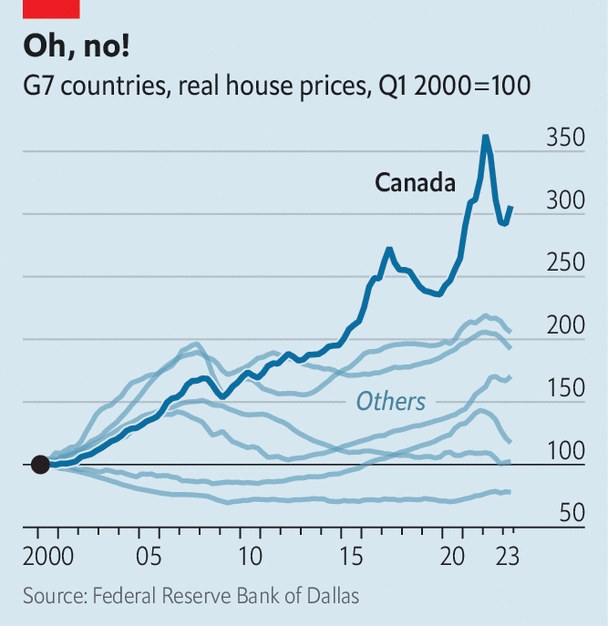 Oh, no!
G7 countries, real house prices, Q1 2000=100
350
Canada
300
250
200
Others
150
100
50
2000 05 10 15 20 23
Source: Federal Reserve Bank of Dallas